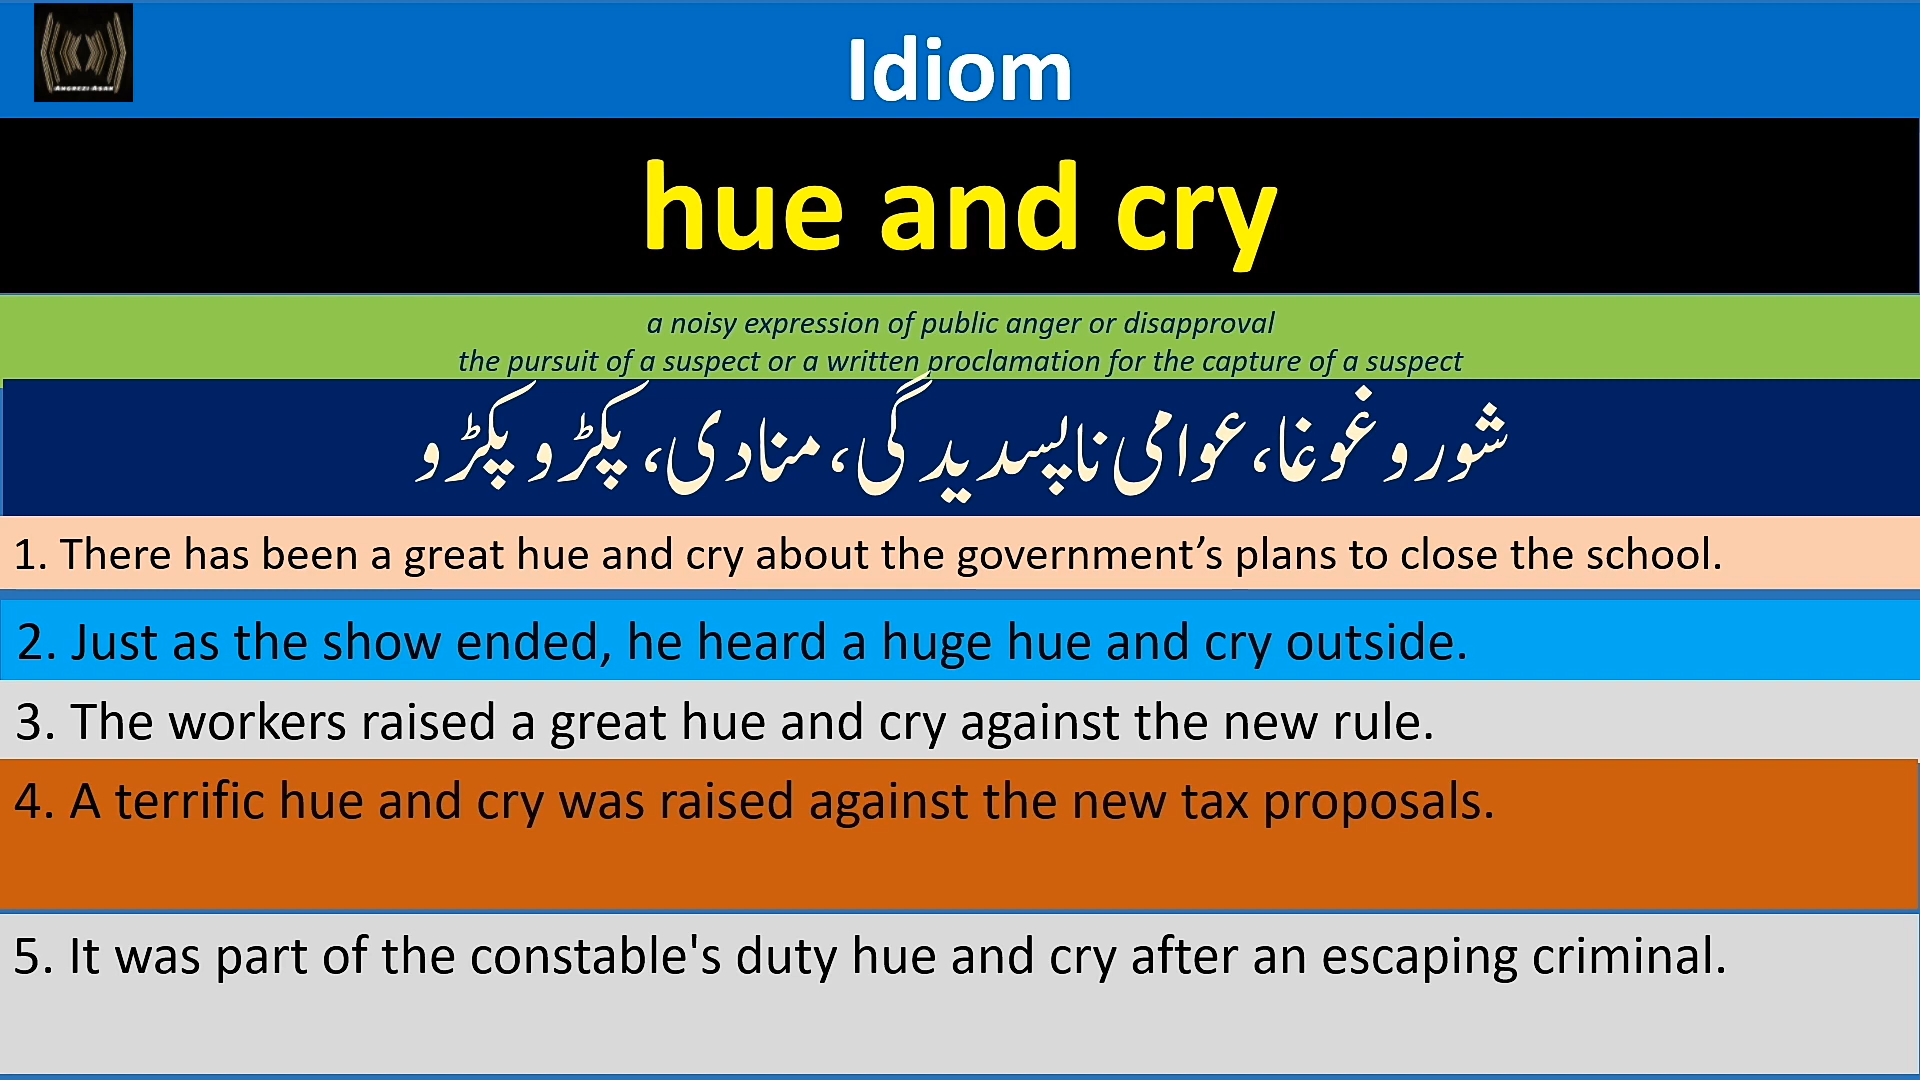 ANGREZI ASAN
Idiom
hue and cry
a noisy expression of public anger or disapproval
the pursuit of a suspect or a written proclamation for the capture of a suspect
شور و غوغا، عوامی ناپسدیدگی، منادی، پکڑو پکڑو
1. There has been a great hue and cry about the government’s plans to close the school.
2. Just as the show ended, he heard a huge hue and cry outside.
3. The workers raised a great hue and cry against the new rule.
4. A terrific hue and cry was raised against the new tax proposals.
5. It was part of the constable's duty hue and cry after an escaping criminal.